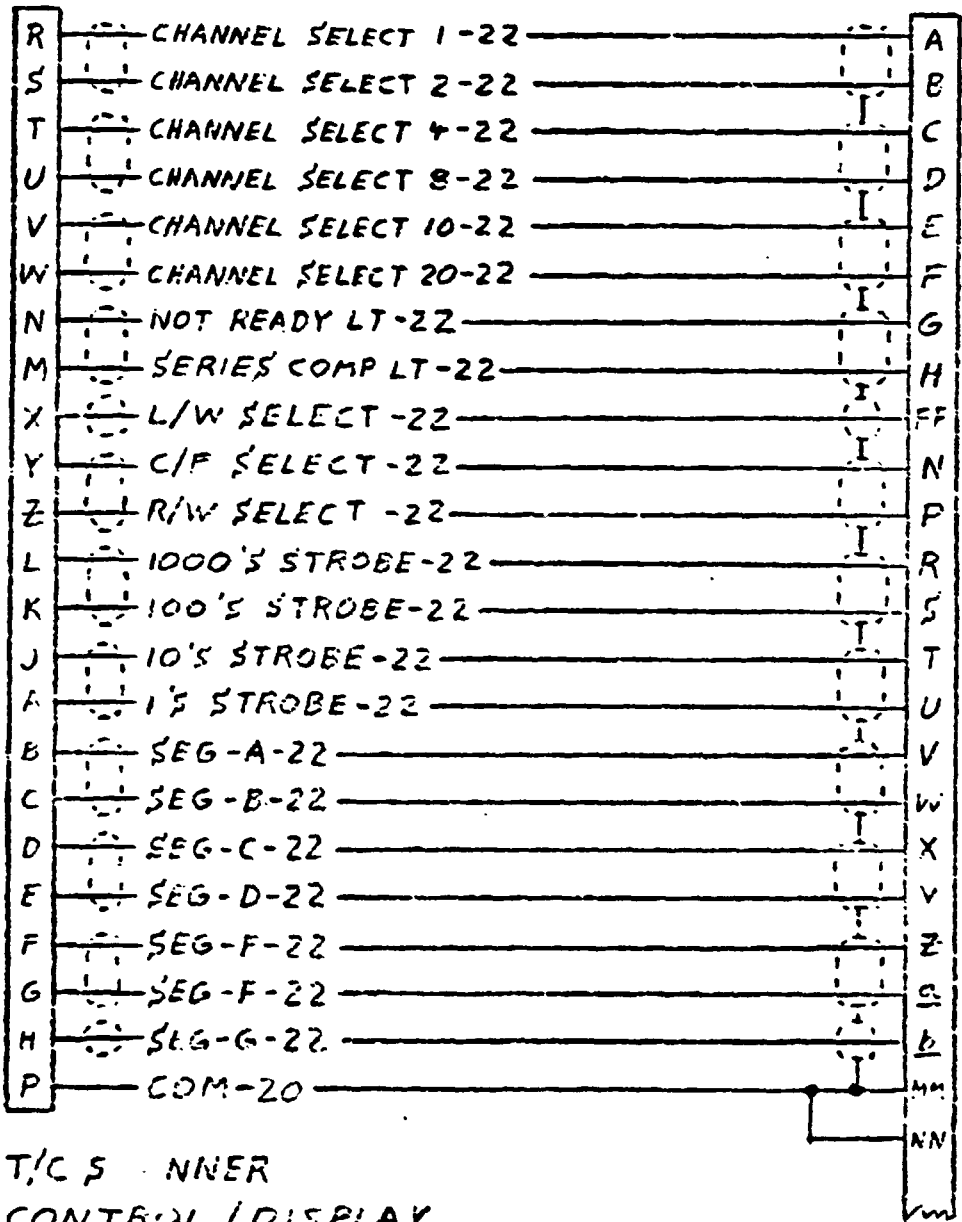 R CHANNEL SELECT 1-22 A
S CHANNEL SELECT 2-22 B
T CHANNEL SELECT 4-22 C
U CHANNEL SELECT 8-22 D
V CHANNEL SELECT 10-22 E
W CHANNEL SELECT 20-22 F
N NOT READY LT-22 G
M SERIES COMP LT-22 H
X L/W SELECT-22 FF
Y C/F SELECT-22 N
Z R/W SELECT-22 P
L 1000'S STROBE-22 R
K 100'S STROBE-22 S
J 10'S STROBE-22 T
A 1'S STROBE-22 U
B SEG-A-22 V
C SEG-B-22 W
D SEG-C-22 X
E SEG-D-22 Y
F SEG-F-22 Z
G SEG-F-22 a
H SEG-G-22 b
P COM-20 MM
NN
T/C S NNER
CONTROL/DISPLAY